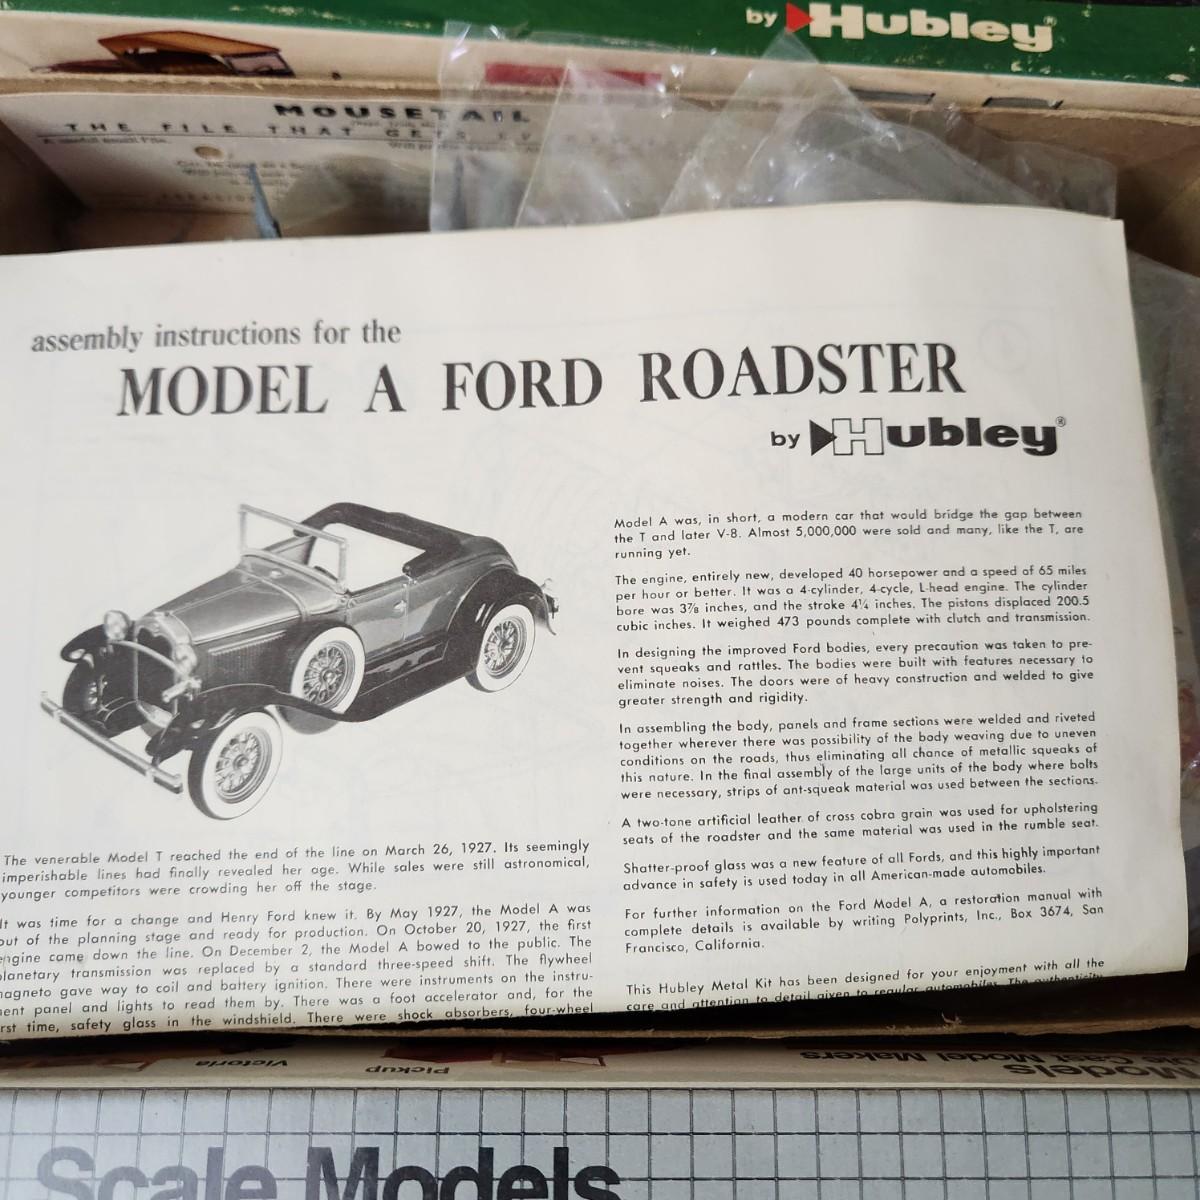 by Hubley®
MOUSETAIL
THE FILE THAT GETS
assembly instructions for the
MODEL A FORD ROADSTER
by Hubley®
The venerable Model T reached the end of the line on March 26, 1927. Its seemingly
imperishable lines had finally revealed her age. While sales were still astronomical,
younger competitors were crowding her off the stage.
It was time for a change and Henry Ford knew it. By May 1927, the Model A was
out of the planning stage and ready for production. On October 20, 1927, the first
engine came down the line. On December 2, the Model A bowed to the public. The
planetary transmission was replaced by a standard three-speed shift. The flywheel
magneto gave way to coil and battery ignition. There were instruments on the instru-
ment panel and lights to read them by. There was a foot accelerator and, for the
rst time, safety glass in the windshield. There were shock absorbers, four-wheel
Model A was, in short, a modern car that would bridge the gap between
the T and later V-8. Almost 5,000,000 were sold and many, like the T, are
running yet.
The engine, entirely new, developed 40 horsepower and a speed of 65 miles
per hour or better. It was a 4-cylinder, 4-cycle, L-head engine. The cylinder
bore was 3⅞ inches, and the stroke 4¼ inches. The pistons displaced 200.5
cubic inches. It weighed 473 pounds complete with clutch and transmission.
In designing the improved Ford bodies, every precaution was taken to pre-
vent squeaks and rattles. The bodies were built with features necessary to
eliminate noises. The doors were of heavy construction and welded to give
greater strength and rigidity.
In assembling the body, panels and frame sections were welded and riveted
together wherever there was possibility of the body weaving due to uneven
conditions on the roads, thus eliminating all chance of metallic squeaks of
this nature. In the final assembly of the large units of the body where bolts
were necessary, strips of ant-squeak material was used between the sections.
A two-tone artificial leather of cross cobra grain was used for upholstering
seats of the roadster and the same material was used in the rumble seat.
Shatter-proof glass was a new feature of all Fords, and this highly important
advance in safety is used today in all American-made automobiles.
For further information on the Ford Model A, a restoration manual with
complete details is available by writing Polyprints, Inc., Box 3674, San
Francisco, California.
This Hubley Metal Kit has been designed for your enjoyment with all the
care and attention to detail given to regular automobiles. The authenticity
Victoria
Pickup
Models
Die Cast Model Makers
Scale Models